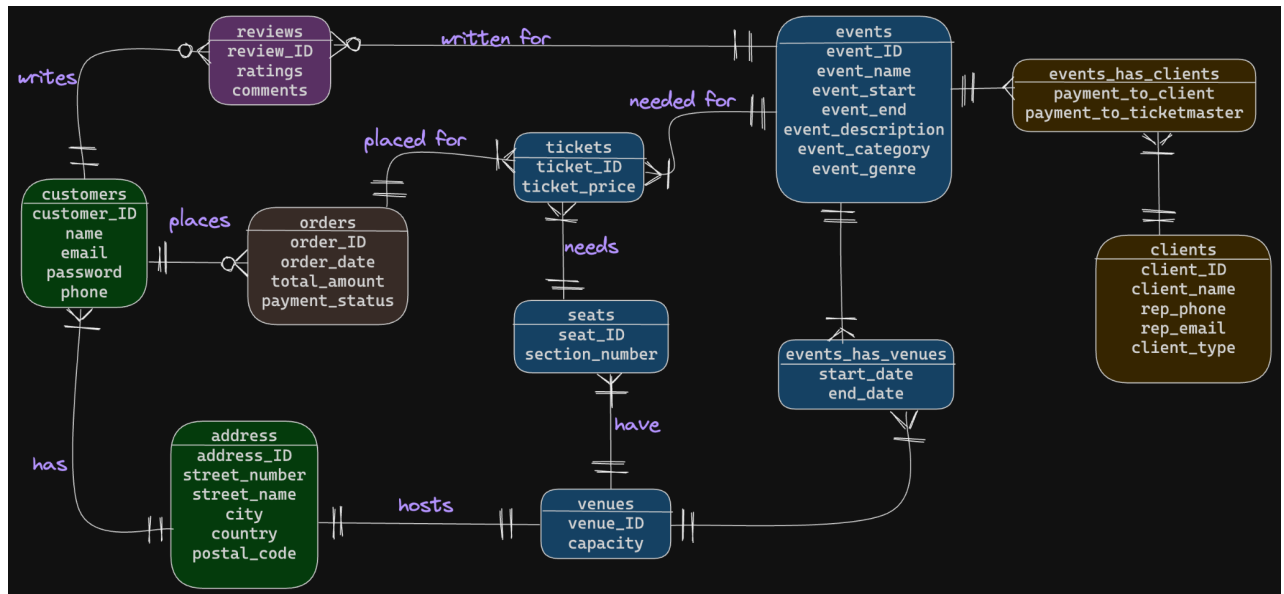 reviews
review_ID
ratings
comments
written for
events
event_ID
event_name
event_start
event_end
event_description
event_category
event_genre
events_has_clients
payment_to_client
payment_to_ticketmaster
writes
needed for
placed for
tickets
ticket_ID
ticket_price
customers
customer_ID
name
email
password
phone
places
orders
order_ID
order_date
total_amount
payment_status
needs
clients
client_ID
client_name
rep_phone
rep_email
client_type
seats
seat_ID
section_number
events_has_venues
start_date
end_date
have
has
address
address_ID
street_number
street_name
city
country
postal_code
hosts
venues
venue_ID
capacity